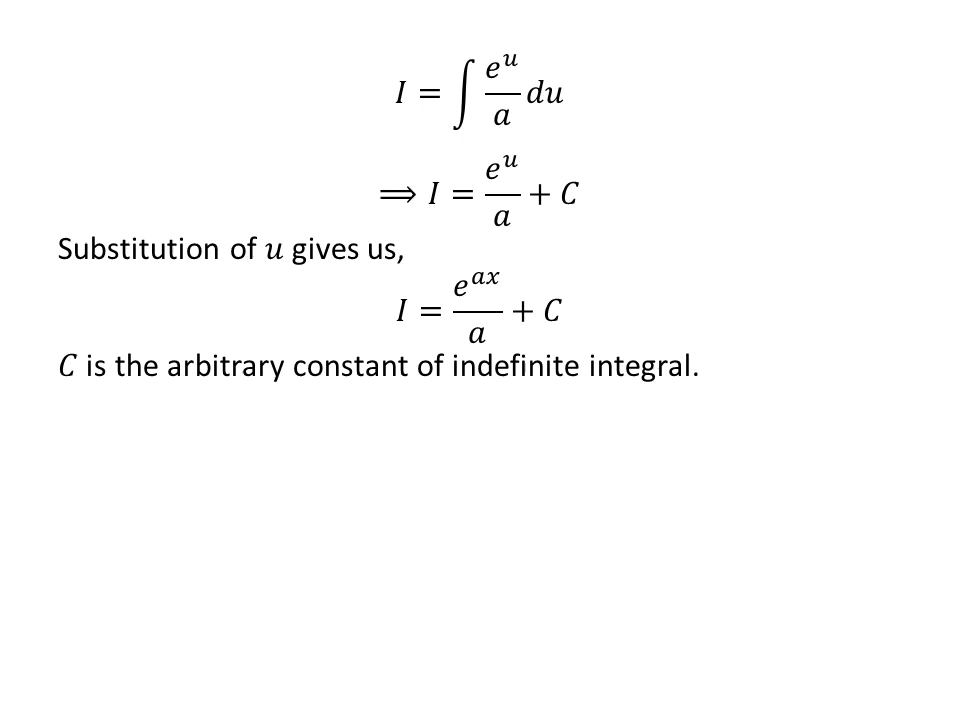 𝐼 = ∫ 𝑒^𝑢/𝑎 𝑑𝑢
⟹ 𝐼 = 𝑒^𝑢/𝑎 + 𝐶
Substitution of 𝑢 gives us,
𝐼 = 𝑒^{𝑎𝑥}/𝑎 + 𝐶
𝐶 is the arbitrary constant of indefinite integral.